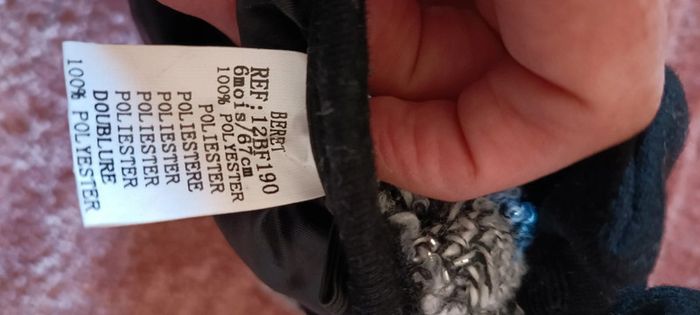 BERET
REF:12BF190
6mois/67cm
100% POLYESTER
POLIESTER
POLIESTERE
POLIESTER
POLIESTER
POLIESTER
DOUBLURE
100% POLYESTER